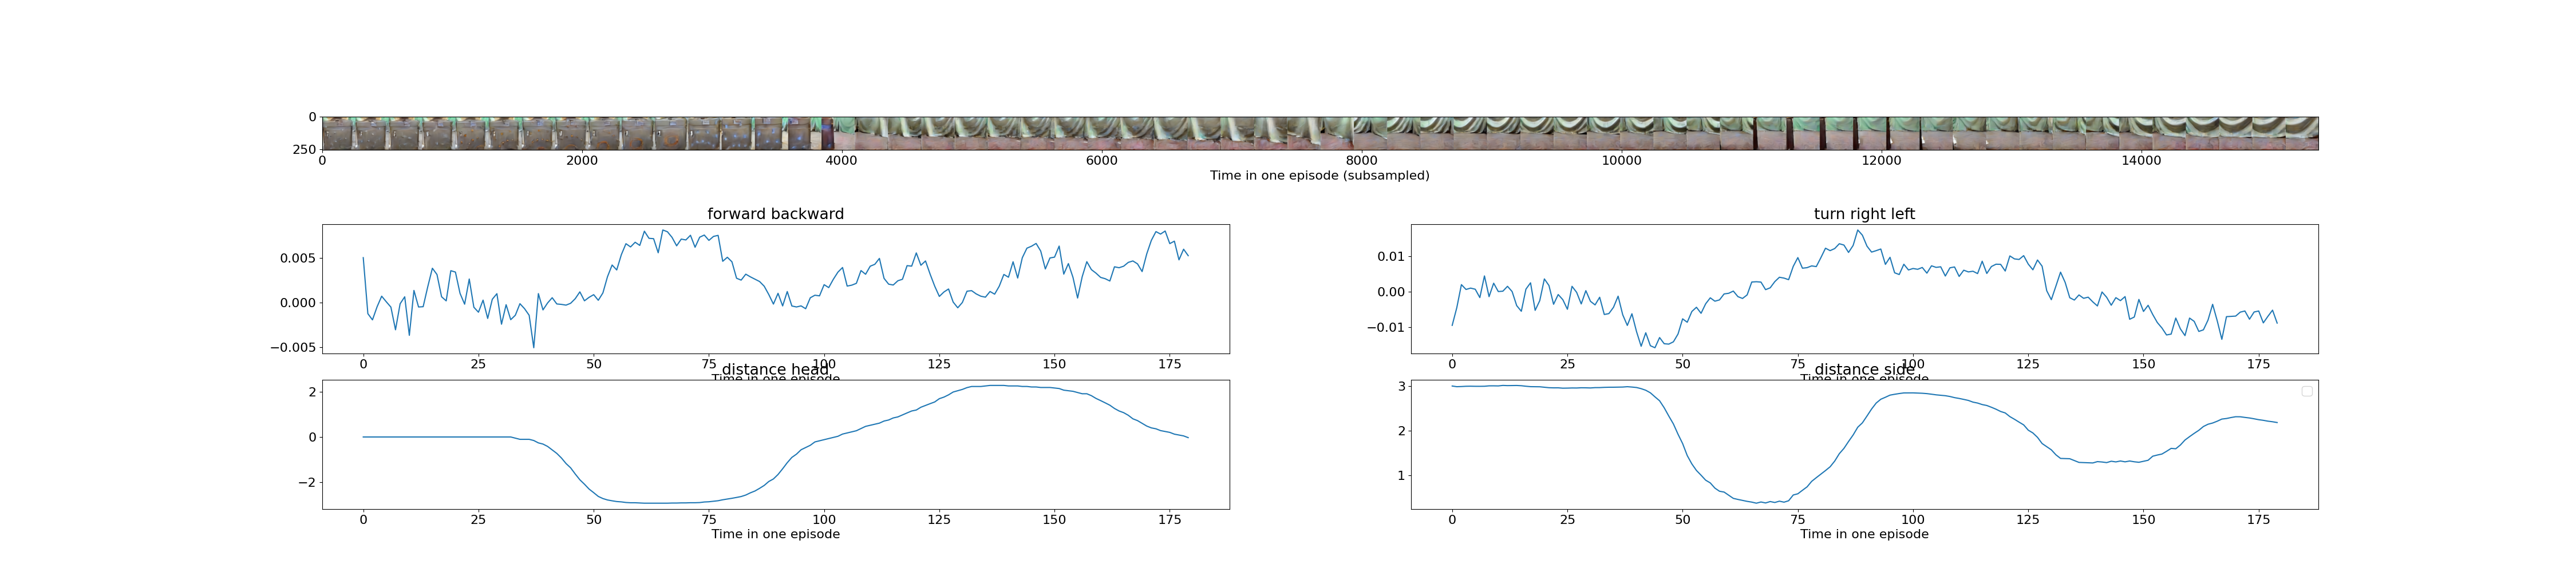 0
250
0 2000 4000 6000 8000 10000 12000 14000
Time in one episode (subsampled)
forward backward
0.005
0.000
−0.005
0 25 50 75 100 125 150 175
Time in one episode
turn right left
0.01
0.00
−0.01
0 25 50 75 100 125 150 175
Time in one episode
distance head
2
0
−2
0 25 50 75 100 125 150 175
Time in one episode
distance side
3
2
1
0 25 50 75 100 125 150 175
Time in one episode